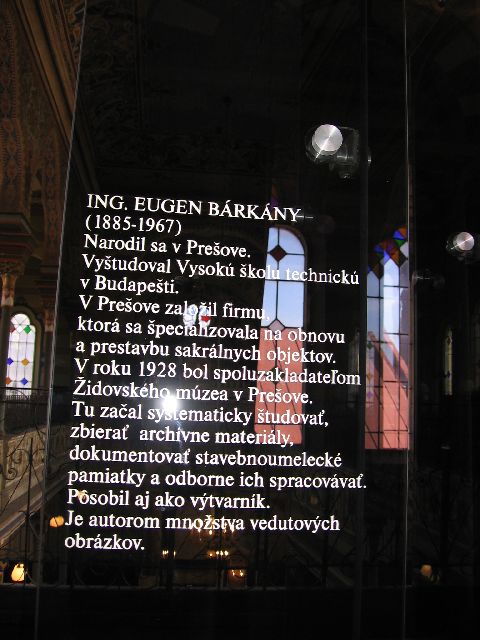 ING. EUGEN BÁRKÁNY
(1885-1967)
Narodil sa v Prešove.
Vyštudoval Vysokú školu technickú
v Budapešti.
V Prešove založil firmu,
ktorá sa špecializovala na obnovu
a prestavbu sakrálnych objektov.
V roku 1928 bol spoluzakladateľom
Židovského múzea v Prešove.
Tu začal systematicky študovať,
zbierať archívne materiály,
dokumentovať stavebnoumelecké
pamiatky a odborne ich spracovávať.
Pôsobil aj ako výtvarník.
Je autorom množstva vedutových
obrázkov.